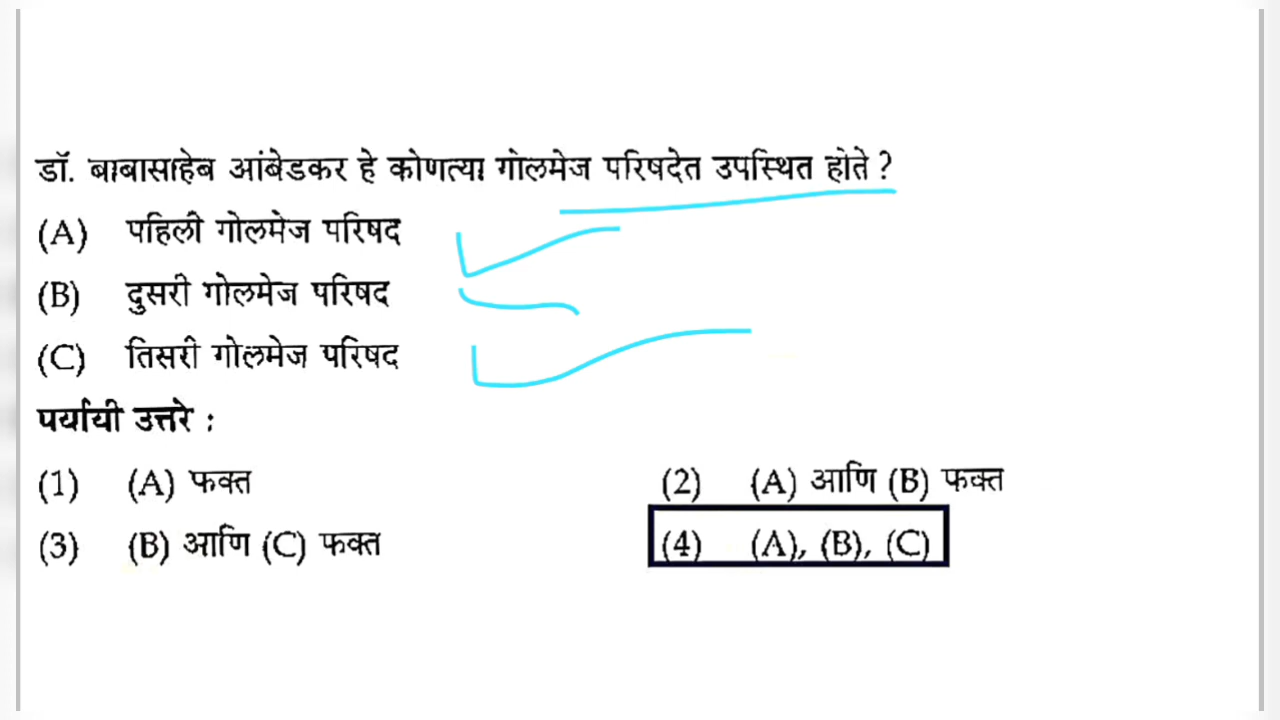 डॉ. बाबासाहेब आंबेडकर हे कोणत्या गोलमेज परिषदेत उपस्थित होते ?
(A) पहिली गोलमेज परिषद
(B) दुसरी गोलमेज परिषद
(C) तिसरी गोलमेज परिषद
पर्यायी उत्तरे :
(1) (A) फक्त (2) (A) आणि (B) फक्त
(3) (B) आणि (C) फक्त (4) (A), (B), (C)